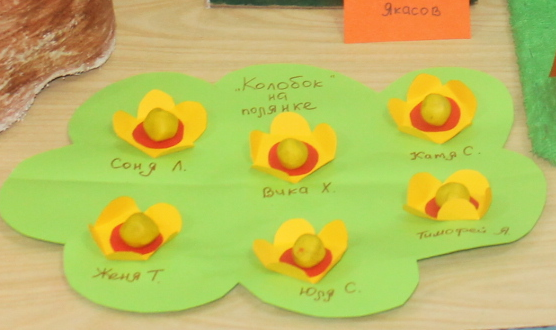 Якасов
„Колобок"
на
полянке
Соня Л.
Вика Х.
Катя С.
Женя Т.
Юля С.
Тимофей Я.